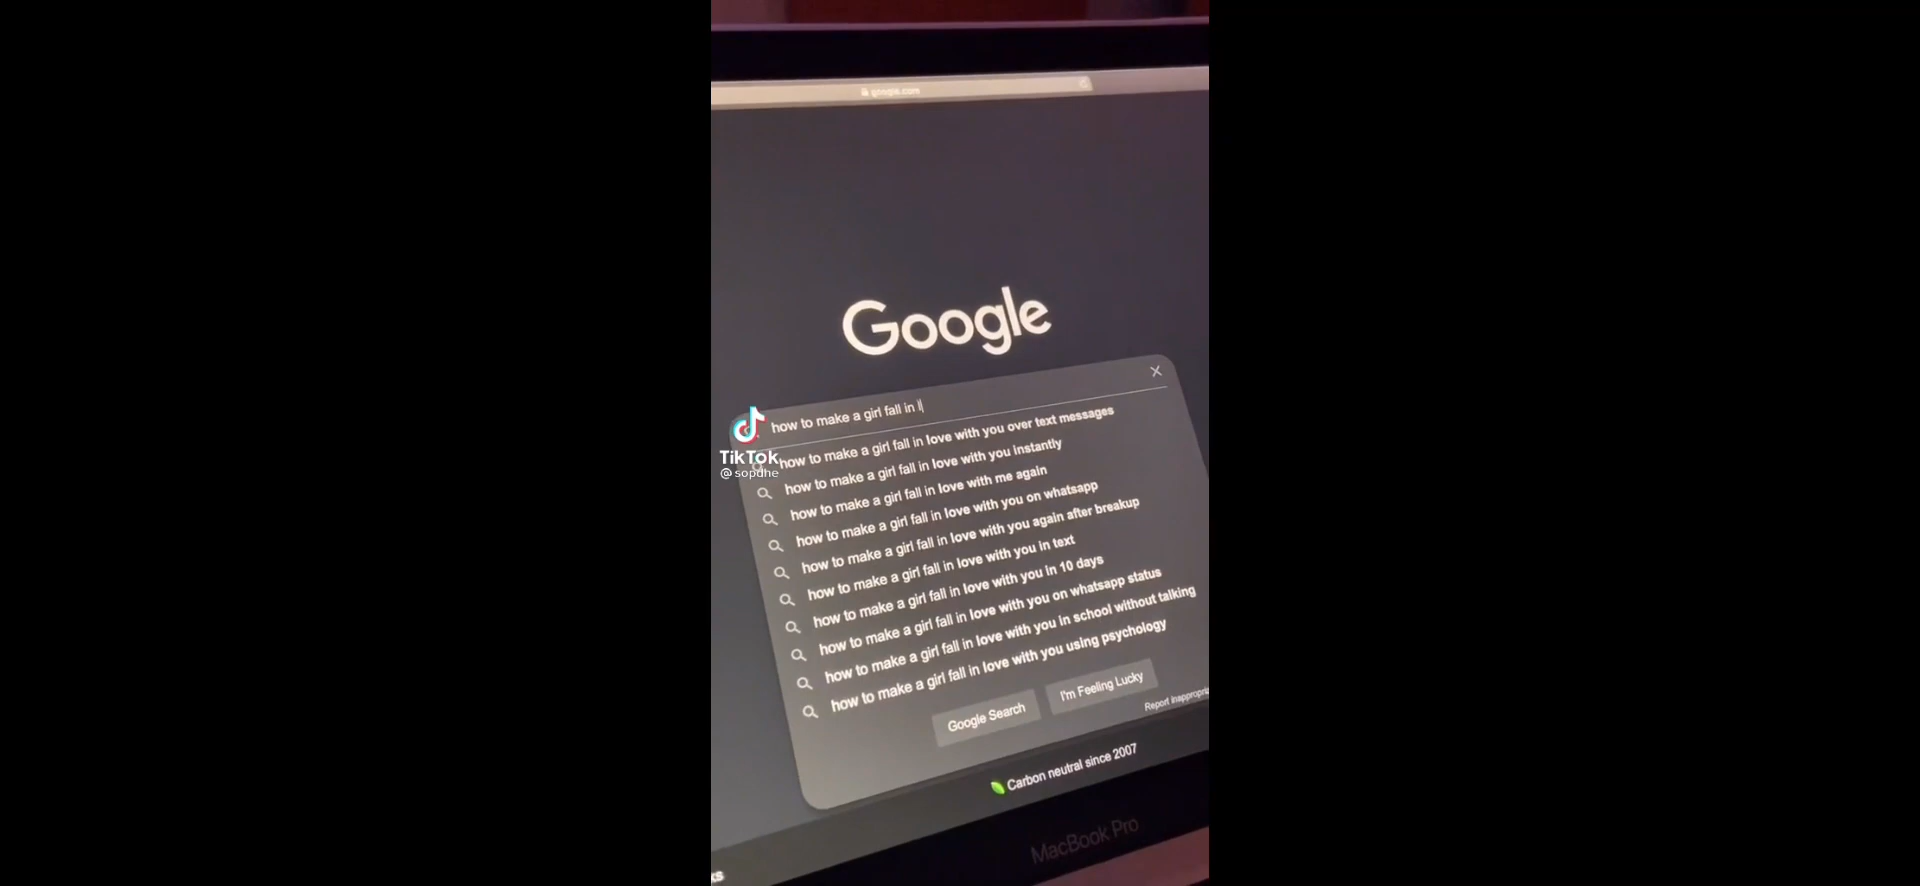 google.com
Google
how to make a girl fall in l
how to make a girl fall in love with you over text messages
how to make a girl fall in love with you instantly
how to make a girl fall in love with me again
how to make a girl fall in love with you on whatsapp
how to make a girl fall in love with you again after breakup
how to make a girl fall in love with you in text
how to make a girl fall in love with you in 10 days
how to make a girl fall in love with you on whatsapp status
how to make a girl fall in love with you in school without talking
how to make a girl fall in love with you using psychology
Google Search
I'm Feeling Lucky
Report inappropri
Carbon neutral since 2007
MacBook Pro
TikTok
@sopdhe